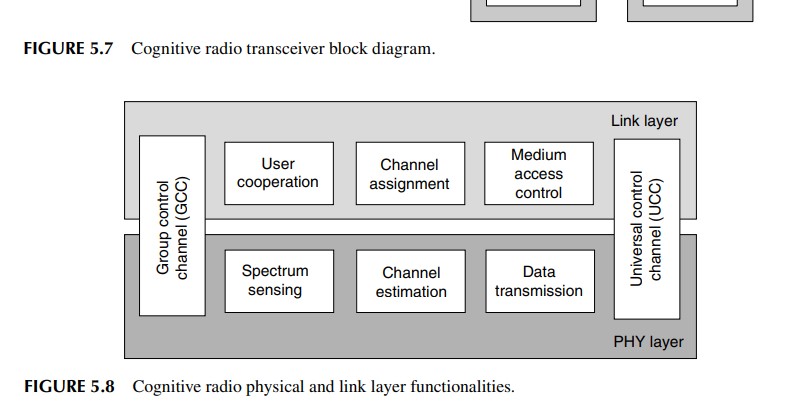 FIGURE 5.7 Cognitive radio transceiver block diagram.
Link layer
Group control
channel (GCC)
User
cooperation
Channel
assignment
Medium
access
control
Universal control
channel (UCC)
Spectrum
sensing
Channel
estimation
Data
transmission
PHY layer
FIGURE 5.8 Cognitive radio physical and link layer functionalities.